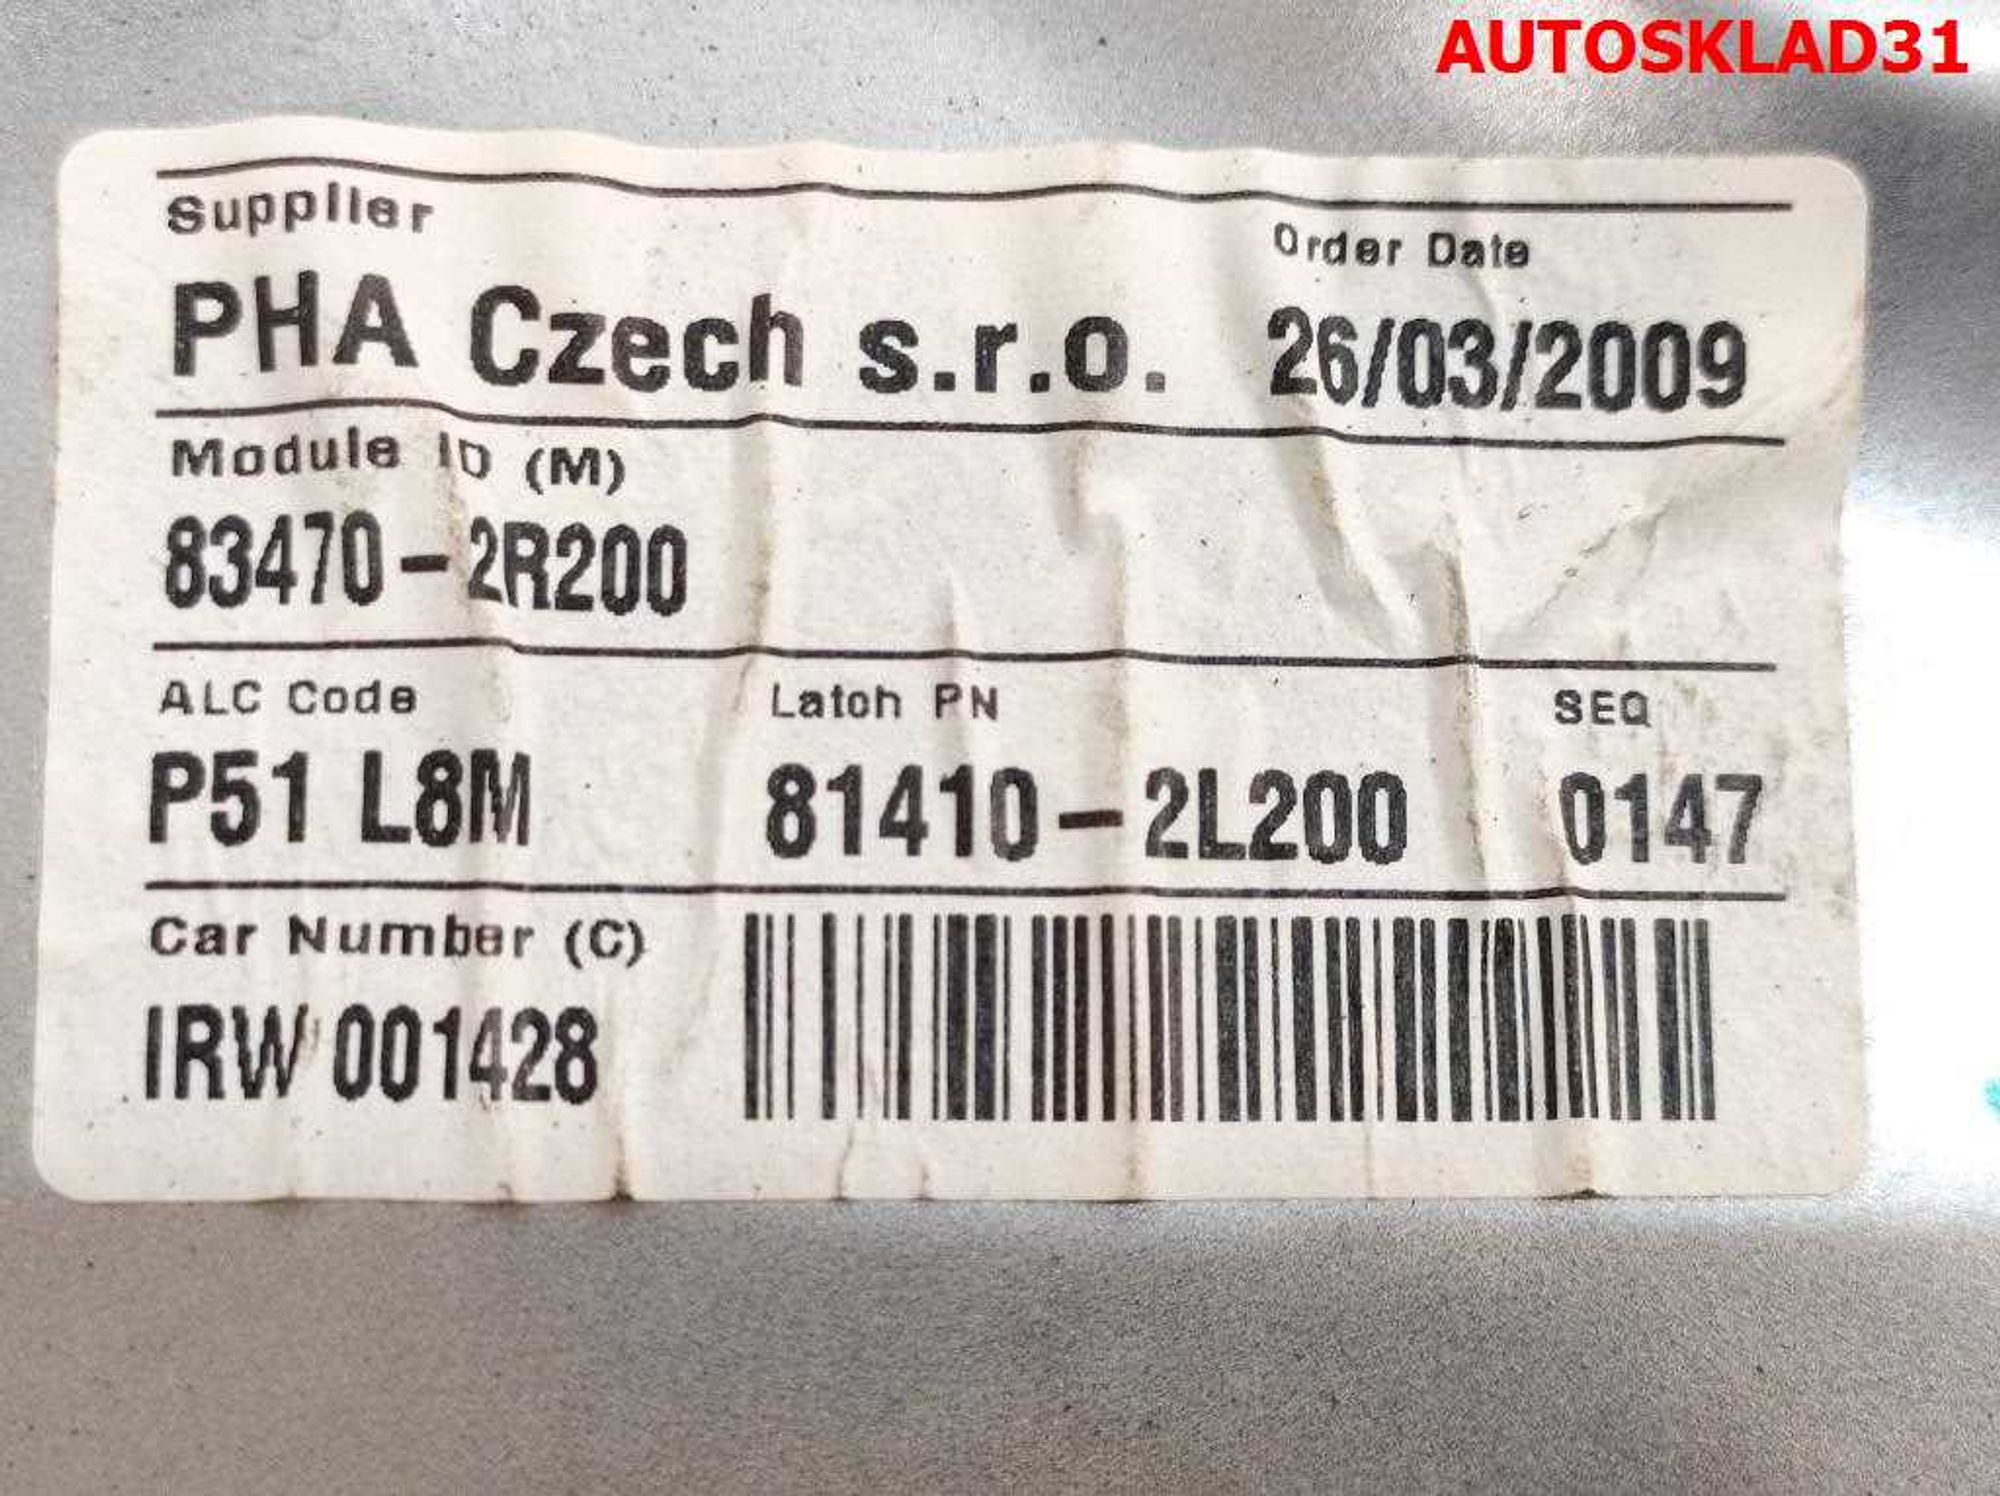 AUTOSKLAD31
Supplier
Order Date
PHA Czech s.r.o. 26/03/2009
Module ID (M)
83470-2R200
ALC Code Latch PN SEQ
P51 L8M 81410-2L200 0147
Car Number (C)
IRW 001428